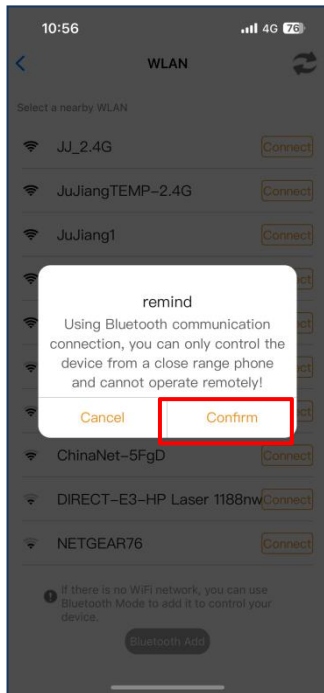 10:56
4G 76
WLAN
Select a nearby WLAN
JJ_2.4G Connect
JuJiangTEMP-2.4G Connect
JuJiang1 Connect
remind
Using Bluetooth communication
connection, you can only control the
device from a close range phone
and cannot operate remotely!
Cancel Confirm
ChinaNet-5FgD Connect
DIRECT-E3-HP Laser 1188nw Connect
NETGEAR76 Connect
If there is no WiFi network, you can use
Bluetooth Mode to add it to control your
device.
Bluetooth Add